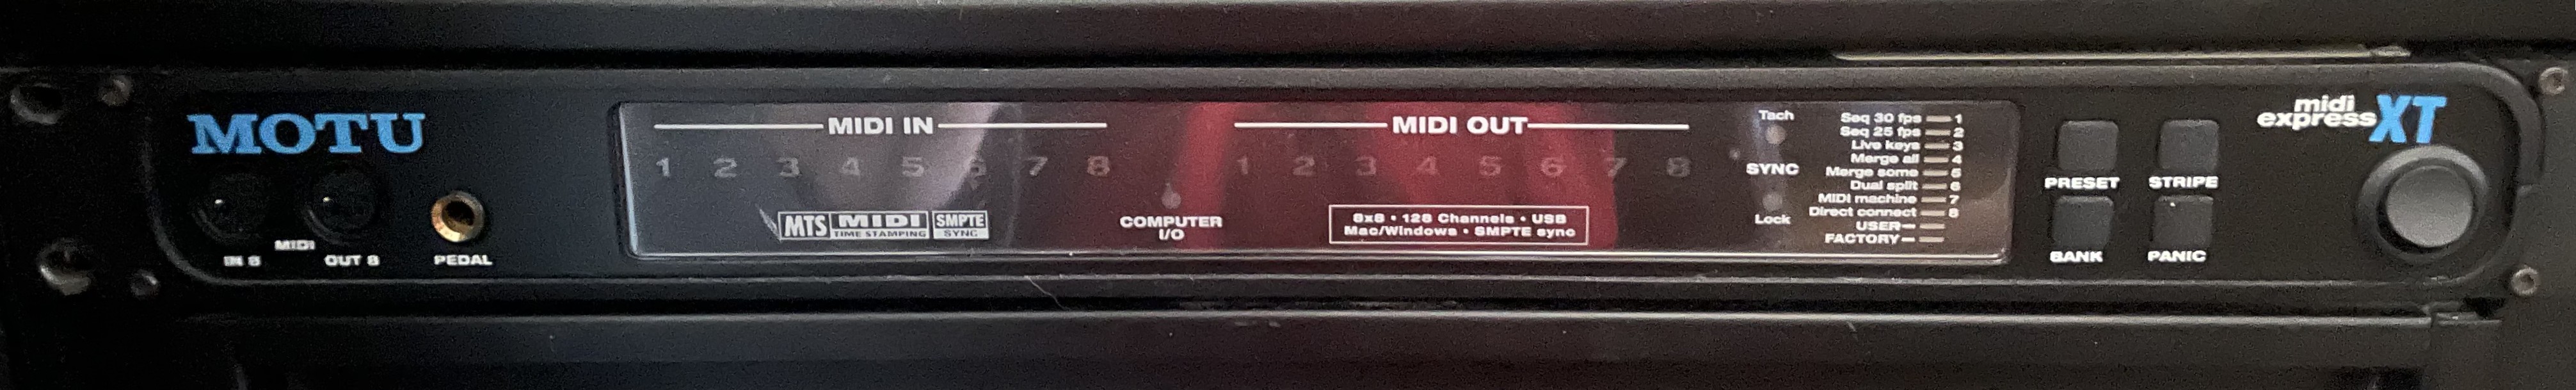 MOTU
MIDI
IN 8
OUT 8
PEDAL
MIDI IN
1 2 3 4 5 6 7 8
MTS MIDI SMPTE
TIME STAMPING SYNC
COMPUTER
I/O
MIDI OUT
1 2 3 4 5 6 7 8
8x8 • 128 Channels • USB
Mac/Windows • SMPTE sync
Tach
SYNC
Lock
Seq 30 fps 1
Seq 25 fps 2
Live keys 3
Merge all 4
Merge some 5
Dual split 6
MIDI machine 7
Direct connect 8
USER
FACTORY
PRESET
STRIPE
BANK
PANIC
midi
express XT